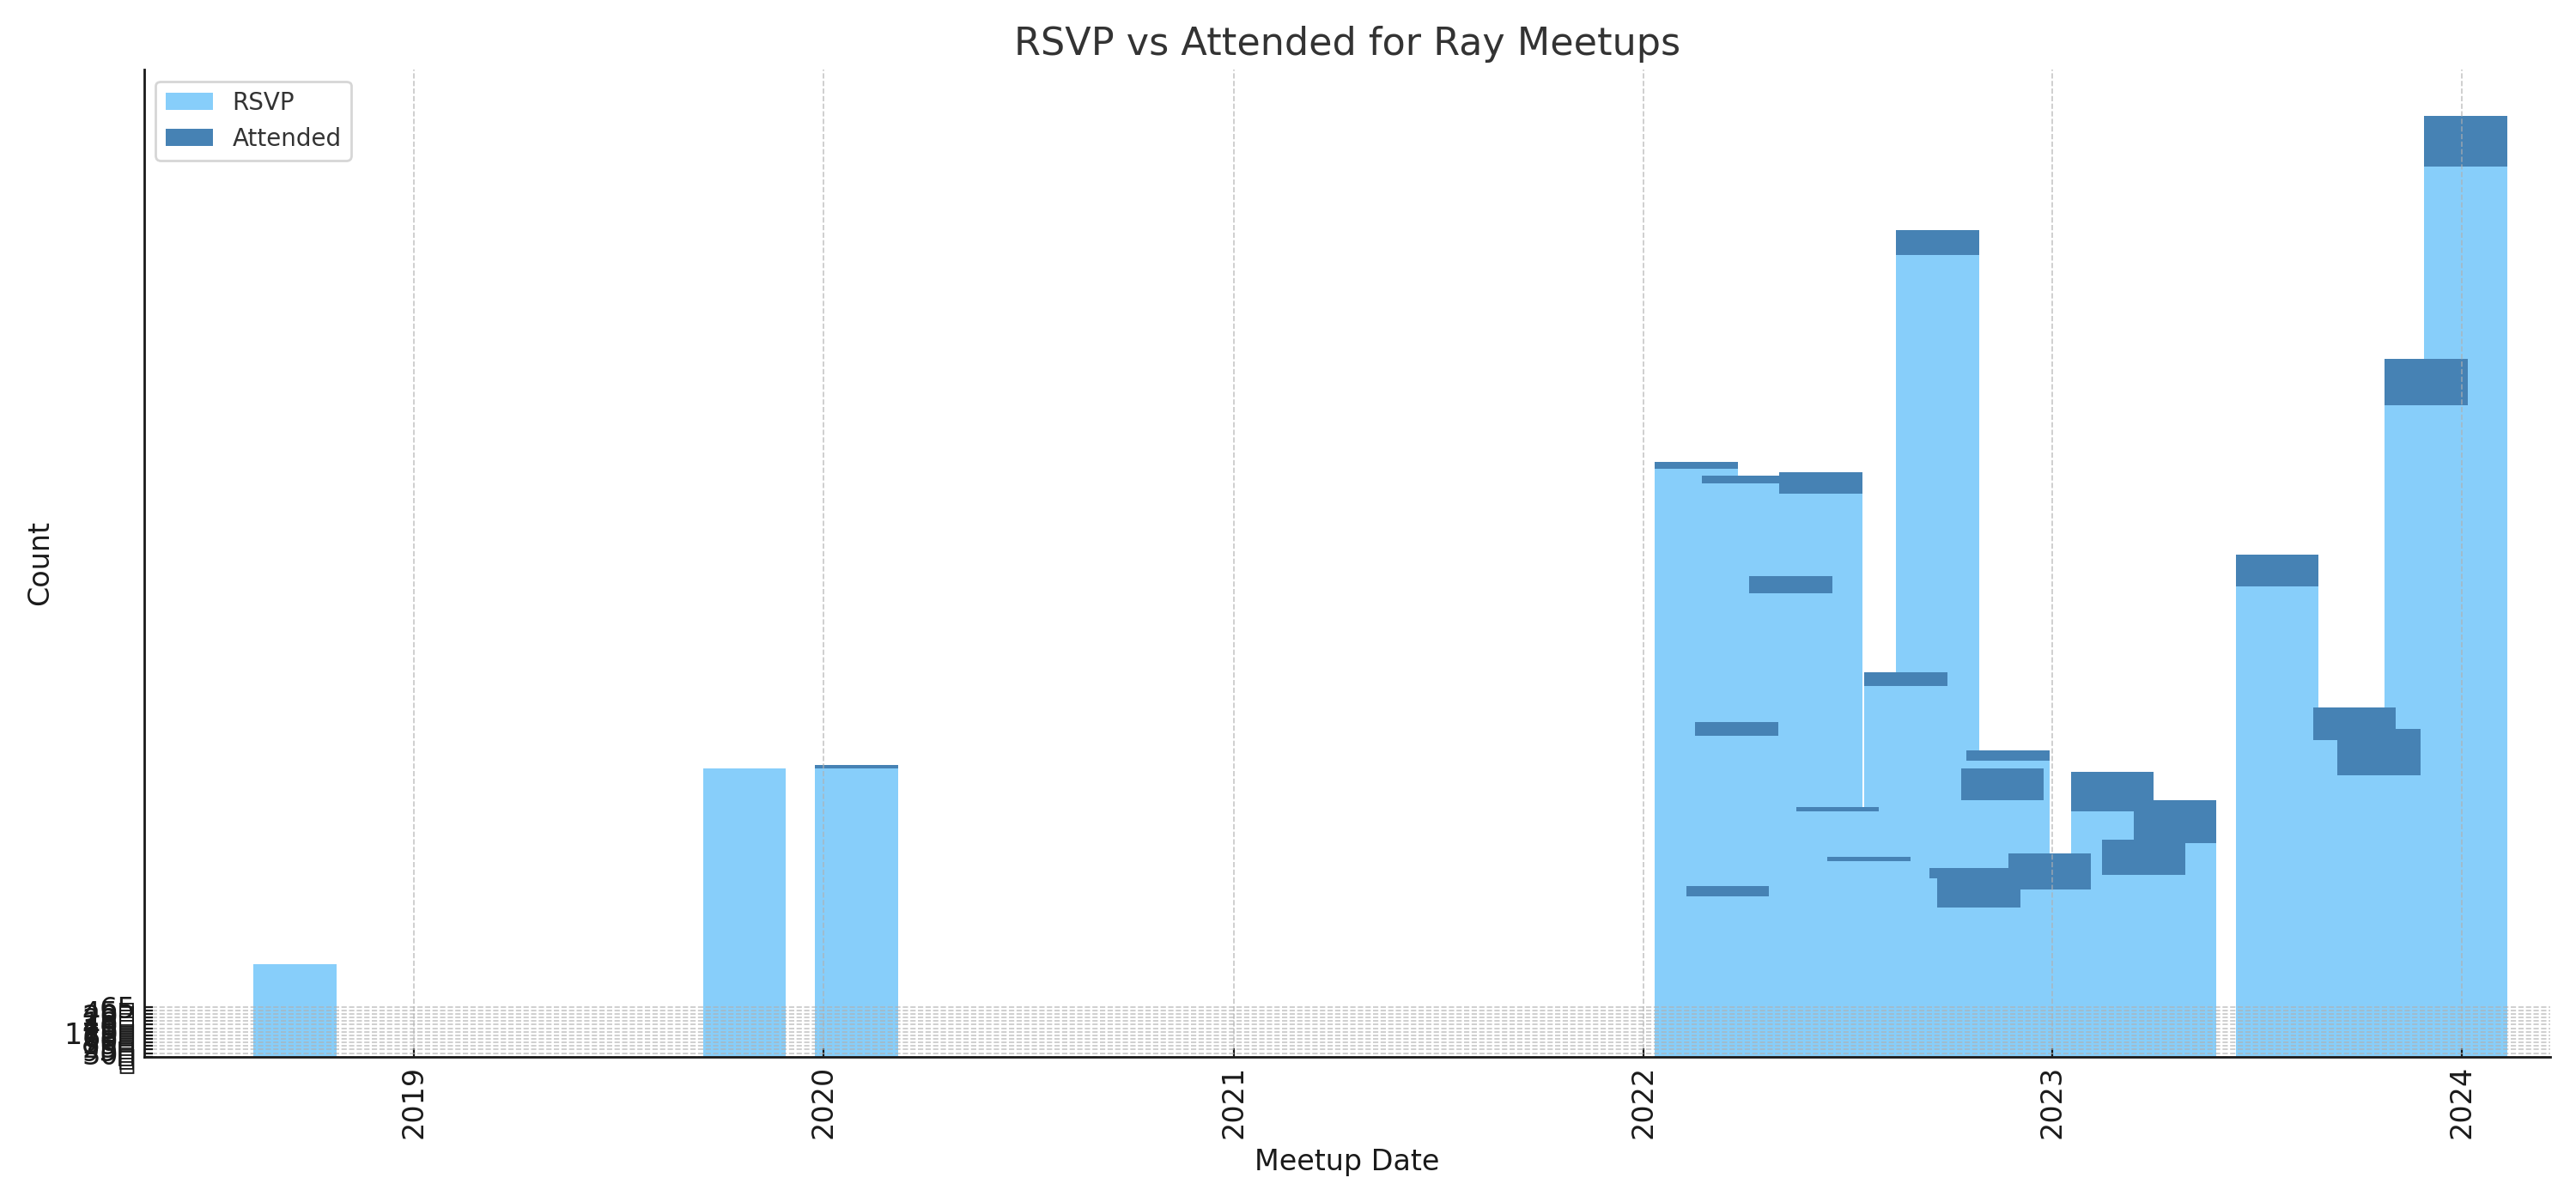 RSVP vs Attended for Ray Meetups
RSVP
Attended
Count
2019
2020
2021
2022
2023
2024
Meetup Date